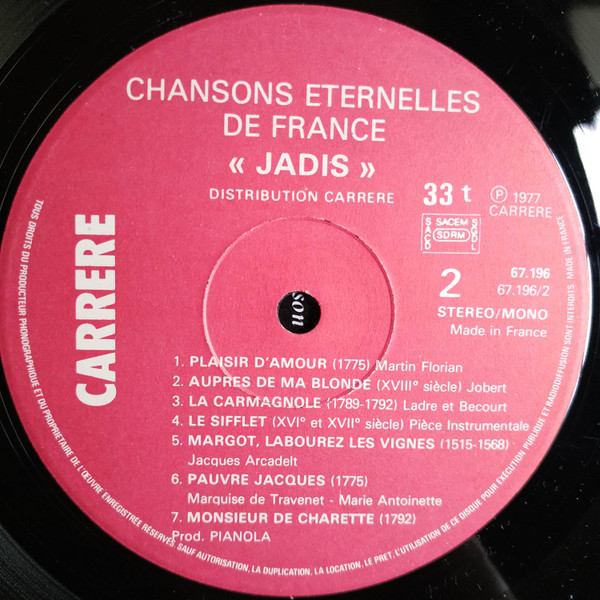 CHANSONS ETERNELLES
DE FRANCE
« JADIS »
DISTRIBUTION CARRERE
33 t
℗ 1977
CARRERE
SACEM
SDRM
SACD
SGDL
CARRERE
2
67.196
67.196/2
STEREO/MONO
Made in France
son
1. PLAISIR D'AMOUR (1775) Martin Florian
2. AUPRES DE MA BLONDE (XVIIIº siècle) Jobert
3. LA CARMAGNOLE (1789-1792) Ladre et Becourt
4. LE SIFFLET (XVIº et XVIIº siècle) Pièce Instrumentale
5. MARGOT, LABOUREZ LES VIGNES (1515-1568)
Jacques Arcadelt
6. PAUVRE JACQUES (1775)
Marquise de Travenet - Marie Antoinette
7. MONSIEUR DE CHARETTE (1792)
Prod. PIANOLA
TOUS DROITS DU PRODUCTEUR PHONOGRAPHIQUE ET DU PROPRIETAIRE DE L'ŒUVRE ENREGISTREE RESERVES. SAUF AUTORISATION, LA DUPLICATION, LA LOCATION, LE PRET, L'UTILISATION DE CE DISQUE POUR EXECUTION PUBLIQUE ET RADIODIFFUSION SONT INTERDITS. MADE IN FRANCE